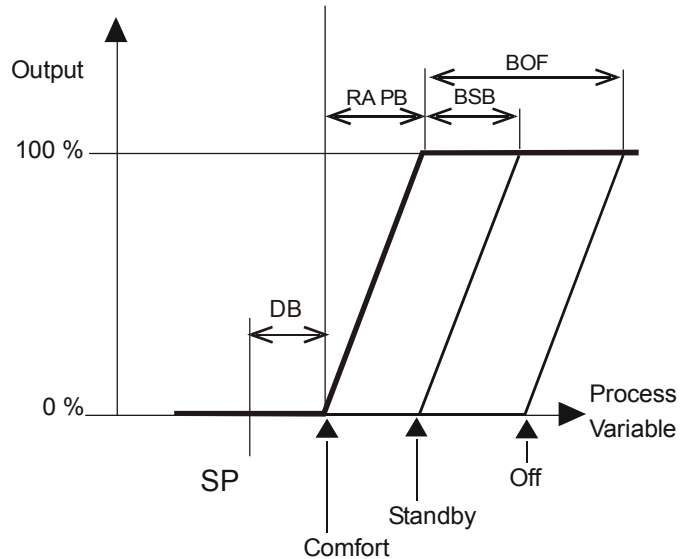 Output
BOF
RA PB
BSB
100 %
DB
0 %
Process
Variable
SP
Off
Standby
Comfort